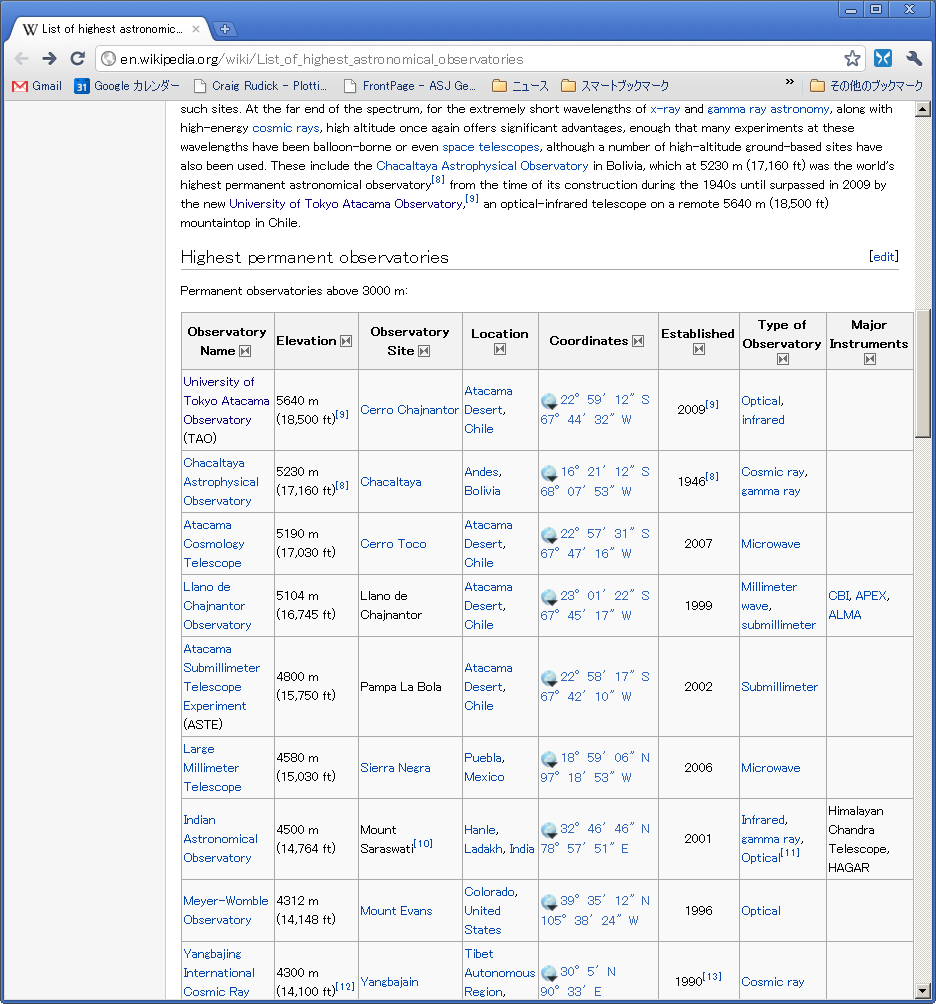 List of highest astronomic...
en.wikipedia.org/wiki/List_of_highest_astronomical_observatories
Gmail
31 Google カレンダー
Craig Rudick - Plotti...
FrontPage - ASJ Ge...
ニュース
スマートブックマーク
»
その他のブックマーク
such sites. At the far end of the spectrum, for the extremely short wavelengths of x-ray and gamma ray astronomy, along with
high-energy cosmic rays, high altitude once again offers significant advantages, enough that many experiments at these
wavelengths have been balloon-borne or even space telescopes, although a number of high-altitude ground-based sites have
also been used. These include the Chacaltaya Astrophysical Observatory in Bolivia, which at 5230 m (17,160 ft) was the world's
highest permanent astronomical observatory[8] from the time of its construction during the 1940s until surpassed in 2009 by
the new University of Tokyo Atacama Observatory,[9] an optical-infrared telescope on a remote 5640 m (18,500 ft)
mountaintop in Chile.
Highest permanent observatories
[edit]
Permanent observatories above 3000 m:
Observatory
Name
Elevation
Observatory
Site
Location
Coordinates
Established
Type of
Observatory
Major
Instruments
University of
Tokyo Atacama
Observatory
(TAO)
5640 m
(18,500 ft)[9]
Cerro Chajnantor
Atacama
Desert,
Chile
22° 59′ 12″ S
67° 44′ 32″ W
2009[9]
Optical,
infrared
Chacaltaya
Astrophysical
Observatory
5230 m
(17,160 ft)[8]
Chacaltaya
Andes,
Bolivia
16° 21′ 12″ S
68° 07′ 53″ W
1946[8]
Cosmic ray,
gamma ray
Atacama
Cosmology
Telescope
5190 m
(17,030 ft)
Cerro Toco
Atacama
Desert,
Chile
22° 57′ 31″ S
67° 47′ 16″ W
2007
Microwave
Llano de
Chajnantor
Observatory
5104 m
(16,745 ft)
Llano de
Chajnantor
Atacama
Desert,
Chile
23° 01′ 22″ S
67° 45′ 17″ W
1999
Millimeter
wave,
submillimeter
CBI, APEX,
ALMA
Atacama
Submillimeter
Telescope
Experiment
(ASTE)
4800 m
(15,750 ft)
Pampa La Bola
Atacama
Desert,
Chile
22° 58′ 17″ S
67° 42′ 10″ W
2002
Submillimeter
Large
Millimeter
Telescope
4580 m
(15,030 ft)
Sierra Negra
Puebla,
Mexico
18° 59′ 06″ N
97° 18′ 53″ W
2006
Microwave
Indian
Astronomical
Observatory
4500 m
(14,764 ft)
Mount
Saraswati[10]
Hanle,
Ladakh, India
32° 46′ 46″ N
78° 57′ 51″ E
2001
Infrared,
gamma ray,
Optical[11]
Himalayan
Chandra
Telescope,
HAGAR
Meyer-Womble
Observatory
4312 m
(14,148 ft)
Mount Evans
Colorado,
United
States
39° 35′ 12″ N
105° 38′ 24″ W
1996
Optical
Yangbajing
International
Cosmic Ray
4300 m
(14,100 ft)[12]
Yangbajain
Tibet
Autonomous
Region,
30° 5′ N
90° 33′ E
1990[13]
Cosmic ray